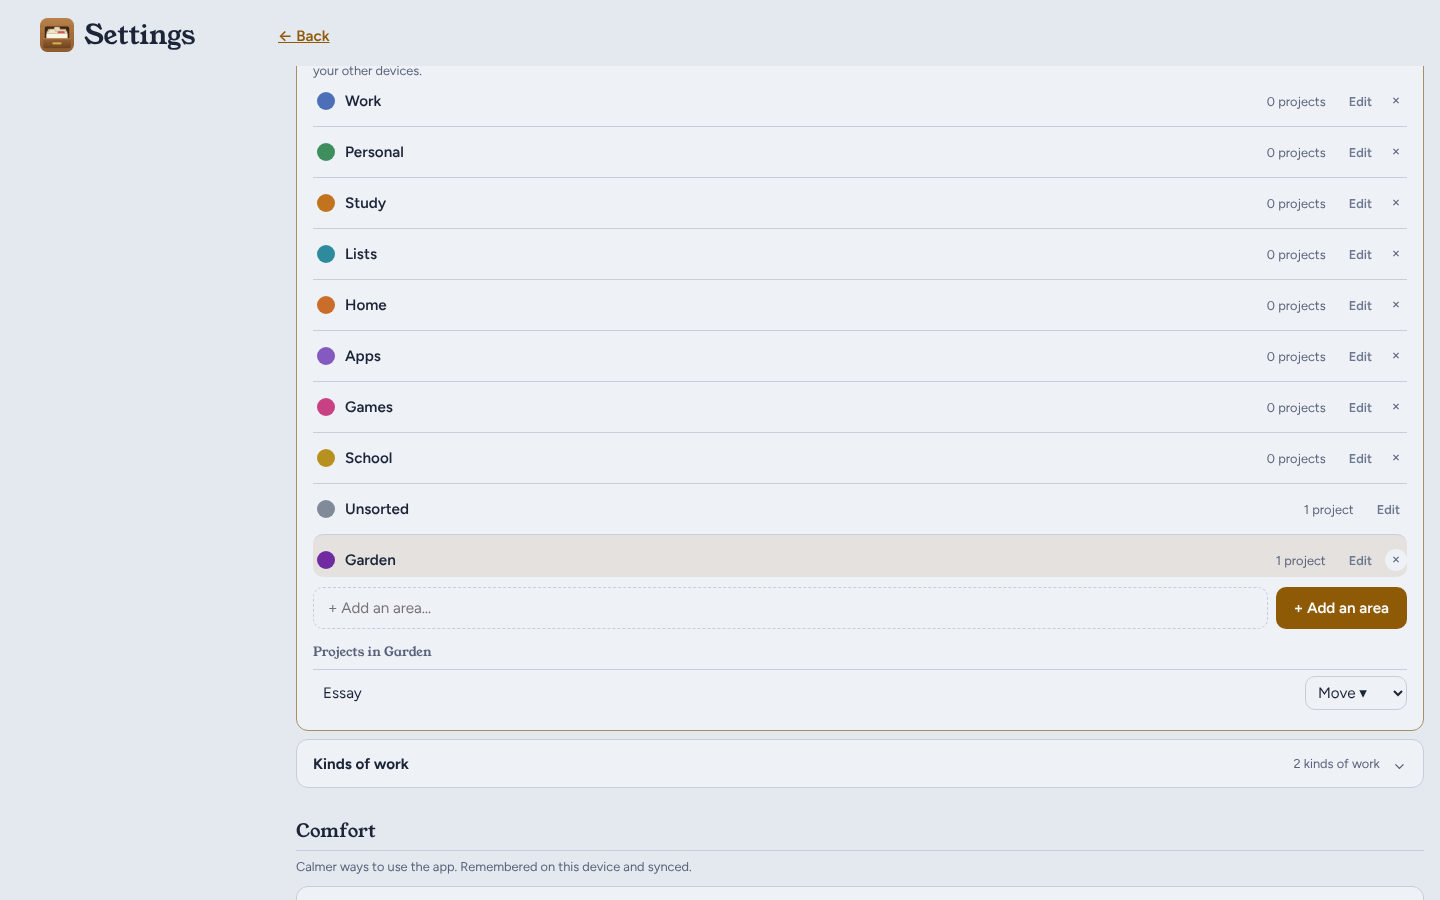 Settings
← Back
your other devices.
Work 0 projects Edit ×
Personal 0 projects Edit ×
Study 0 projects Edit ×
Lists 0 projects Edit ×
Home 0 projects Edit ×
Apps 0 projects Edit ×
Games 0 projects Edit ×
School 0 projects Edit ×
Unsorted 1 project Edit
Garden 1 project Edit ×
+ Add an area... + Add an area
Projects in Garden
Essay Move ▾
Kinds of work 2 kinds of work
Comfort
Calmer ways to use the app. Remembered on this device and synced.